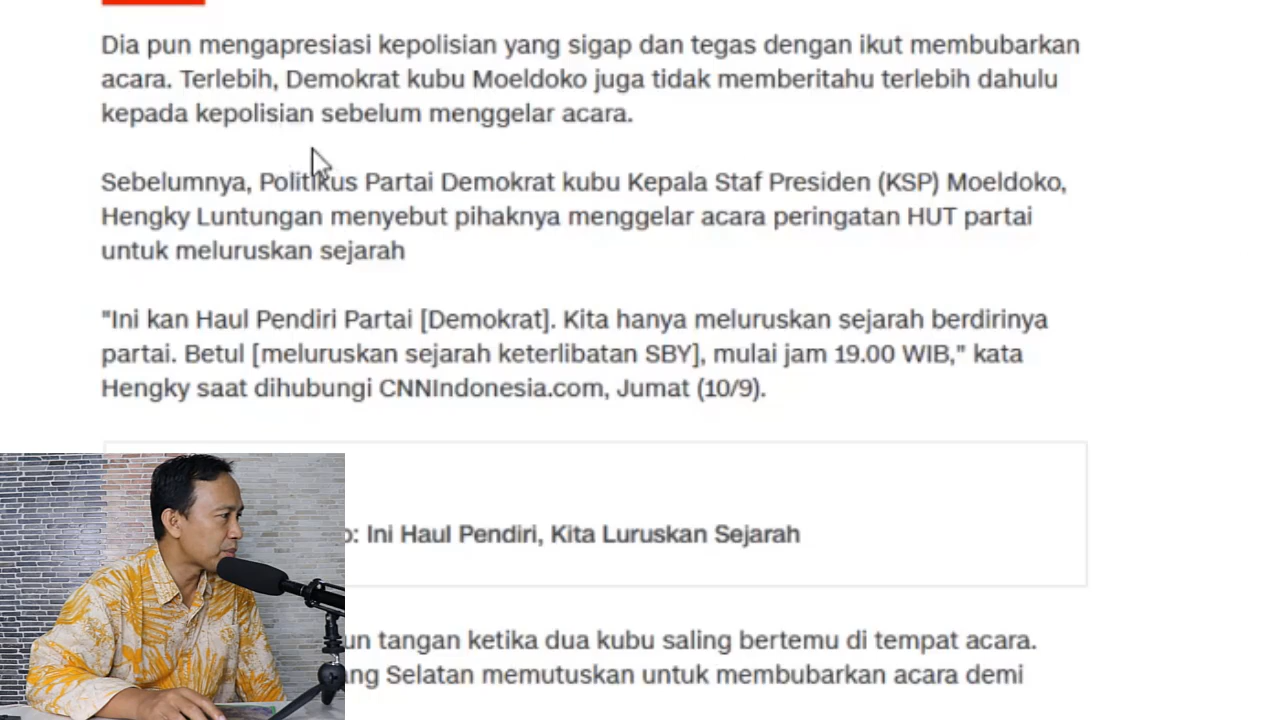 Dia pun mengapresiasi kepolisian yang sigap dan tegas dengan ikut membubarkan
acara. Terlebih, Demokrat kubu Moeldoko juga tidak memberitahu terlebih dahulu
kepada kepolisian sebelum menggelar acara.
Sebelumnya, Politikus Partai Demokrat kubu Kepala Staf Presiden (KSP) Moeldoko,
Hengky Luntungan menyebut pihaknya menggelar acara peringatan HUT partai
untuk meluruskan sejarah
"Ini kan Haul Pendiri Partai [Demokrat]. Kita hanya meluruskan sejarah berdirinya
partai. Betul [meluruskan sejarah keterlibatan SBY], mulai jam 19.00 WIB," kata
Hengky saat dihubungi CNNIndonesia.com, Jumat (10/9).
: Ini Haul Pendiri, Kita Luruskan Sejarah
un tangan ketika dua kubu saling bertemu di tempat acara.
ang Selatan memutuskan untuk membubarkan acara demi